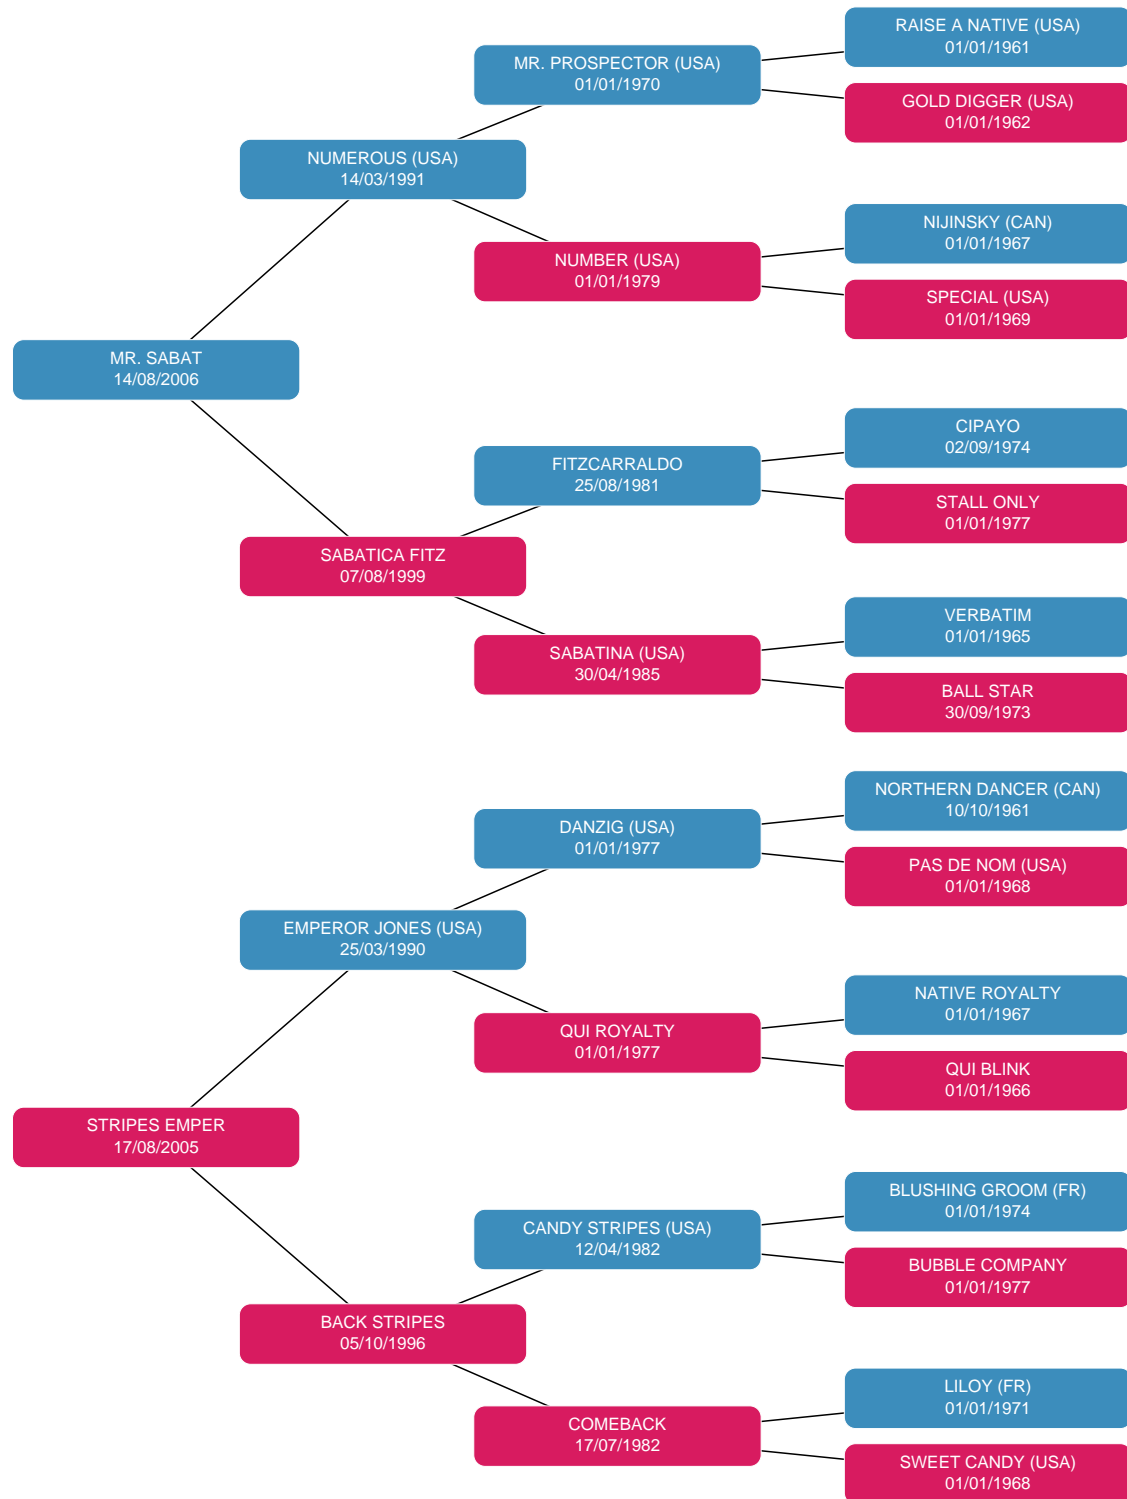 RAISE A NATIVE (USA)
01/01/1961
MR. PROSPECTOR (USA)
01/01/1970
GOLD DIGGER (USA)
01/01/1962
NUMEROUS (USA)
14/03/1991
NIJINSKY (CAN)
01/01/1967
NUMBER (USA)
01/01/1979
SPECIAL (USA)
01/01/1969
MR. SABAT
14/08/2006
CIPAYO
02/09/1974
FITZCARRALDO
25/08/1981
STALL ONLY
01/01/1977
SABATICA FITZ
07/08/1999
VERBATIM
01/01/1965
SABATINA (USA)
30/04/1985
BALL STAR
30/09/1973
NORTHERN DANCER (CAN)
10/10/1961
DANZIG (USA)
01/01/1977
PAS DE NOM (USA)
01/01/1968
EMPEROR JONES (USA)
25/03/1990
NATIVE ROYALTY
01/01/1967
QUI ROYALTY
01/01/1977
QUI BLINK
01/01/1966
STRIPES EMPER
17/08/2005
BLUSHING GROOM (FR)
01/01/1974
CANDY STRIPES (USA)
12/04/1982
BUBBLE COMPANY
01/01/1977
BACK STRIPES
05/10/1996
LILOY (FR)
01/01/1971
COMEBACK
17/07/1982
SWEET CANDY (USA)
01/01/1968